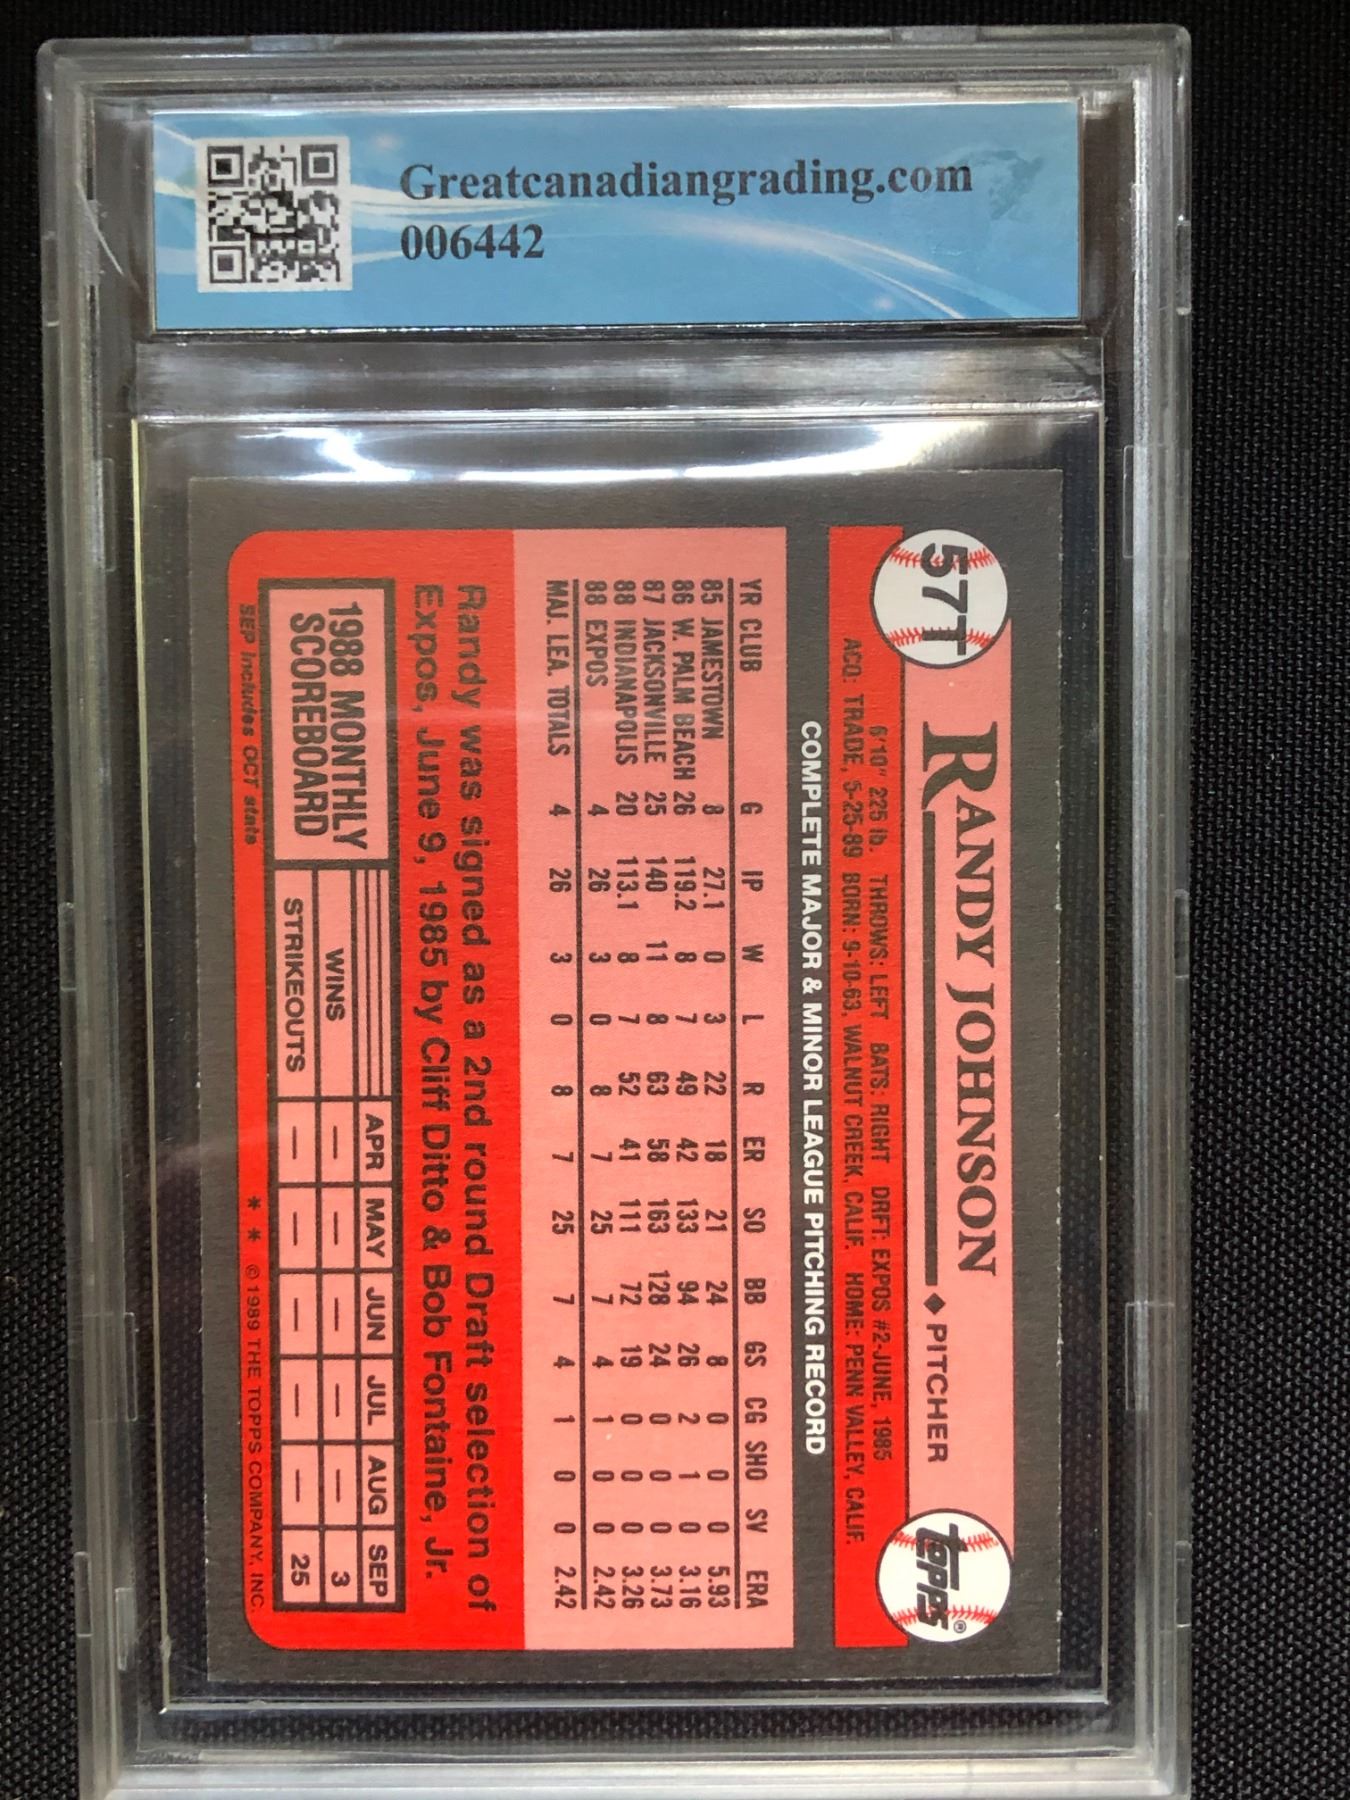 Greatcanadiangrading.com
006442
57T
RANDY JOHNSON ◆ PITCHER
TOPPS®
6'10" 225 lb. THROWS: LEFT BATS: RIGHT DRFT: EXPOS #2-JUNE, 1985
ACQ: TRADE, 5-25-89 BORN: 9-10-63, WALNUT CREEK, CALIF. HOME: PENN VALLEY, CALIF.
COMPLETE MAJOR & MINOR LEAGUE PITCHING RECORD
YR CLUB G IP W L R ER SO BB GS CG SHO SV ERA
85 JAMESTOWN 8 27.1 0 3 22 18 21 24 8 0 0 0 5.93
86 W. PALM BEACH 26 119.2 8 7 49 42 133 94 26 2 1 0 3.16
87 JACKSONVILLE 25 140 11 8 63 58 163 128 24 0 0 0 3.73
88 INDIANAPOLIS 20 113.1 8 7 52 41 111 72 19 0 0 0 3.26
88 EXPOS 4 26 3 0 8 7 25 7 4 1 0 0 2.42
MAJ. LEA. TOTALS 4 26 3 0 8 7 25 7 4 1 0 0 2.42
Randy was signed as a 2nd round Draft selection of
Expos, June 9, 1985 by Cliff Ditto & Bob Fontaine, Jr.
1988 MONTHLY
SCOREBOARD
APR MAY JUN JUL AUG SEP
WINS — — — — — 3
STRIKEOUTS — — — — — 25
SEP Includes OCT stats
* * © 1989 THE TOPPS COMPANY, INC.